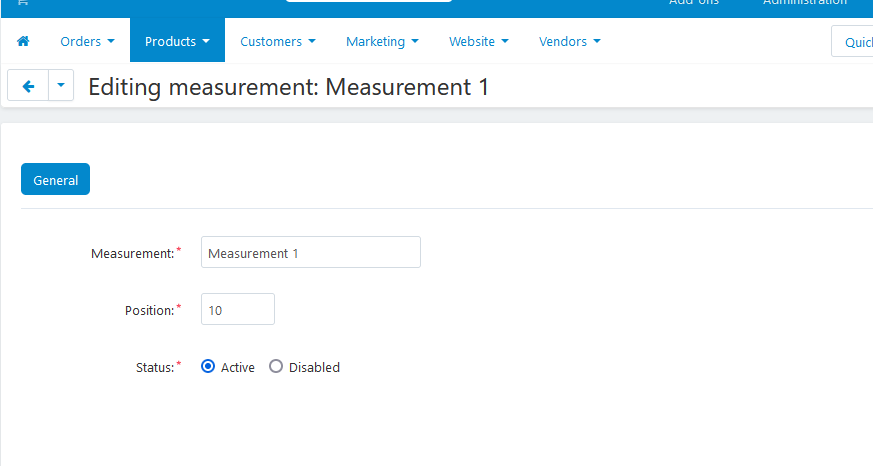 Add-ons Administration
Orders Products Customers Marketing Website Vendors
Editing measurement: Measurement 1
General
Measurement:* Measurement 1
Position:* 10
Status:* Active Disabled